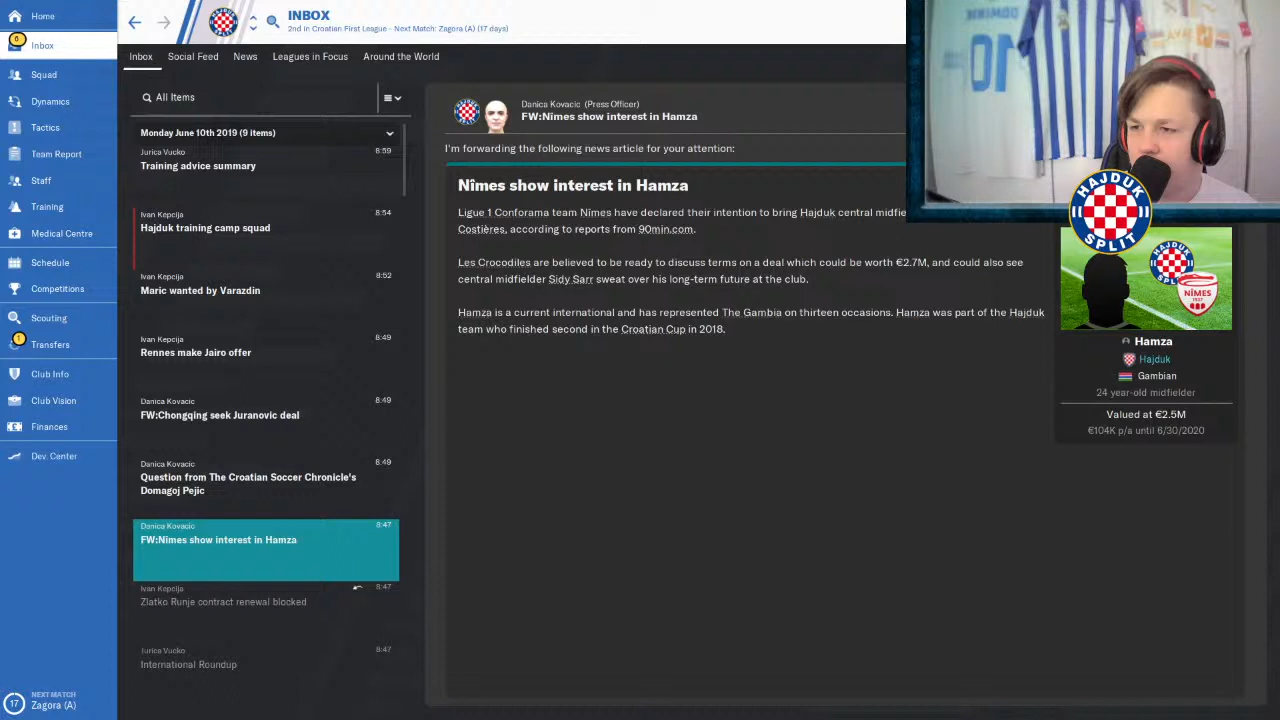 Home
6
Inbox
Squad
Dynamics
Tactics
Team Report
Staff
Training
Medical Centre
Schedule
Competitions
Scouting
1
Transfers
Club Info
Club Vision
Finances
Dev. Center
17
NEXT MATCH
Zagora (A)
INBOX
2nd in Croatian First League - Next Match: Zagora (A) (17 days)
Inbox Social Feed News Leagues in Focus Around the World
All Items
Monday June 10th 2019 (9 items)
Jurica Vucko 8:59
Training advice summary
Ivan Kepcija 8:54
Hajduk training camp squad
Ivan Kepcija 8:52
Maric wanted by Varazdin
Ivan Kepcija 8:49
Rennes make Jairo offer
Danica Kovacic 8:49
FW:Chongqing seek Juranovic deal
Danica Kovacic 8:49
Question from The Croatian Soccer Chronicle's
Domagoj Pejic
Danica Kovacic 8:47
FW:Nîmes show interest in Hamza
Ivan Kepcija 8:47
Zlatko Runje contract renewal blocked
Jurica Vucko 8:47
International Roundup
Danica Kovacic (Press Officer)
FW:Nîmes show interest in Hamza
I'm forwarding the following news article for your attention:
Nîmes show interest in Hamza
Ligue 1 Conforama team Nîmes have declared their intention to bring Hajduk central
Costières, according to reports from 90min.com.
Les Crocodiles are believed to be ready to discuss terms on a deal which could be worth €2.7M, and could also see
central midfielder Sidy Sarr sweat over his long-term future at the club.
Hamza is a current international and has represented The Gambia on thirteen occasions. Hamza was part of the Hajduk
team who finished second in the Croatian Cup in 2018.
DOMINIK
10
HAJDUK
SPLIT
NÎMES
Hamza
Hajduk
Gambian
24 year-old midfielder
Valued at €2.5M
€104K p/a until 6/30/2020